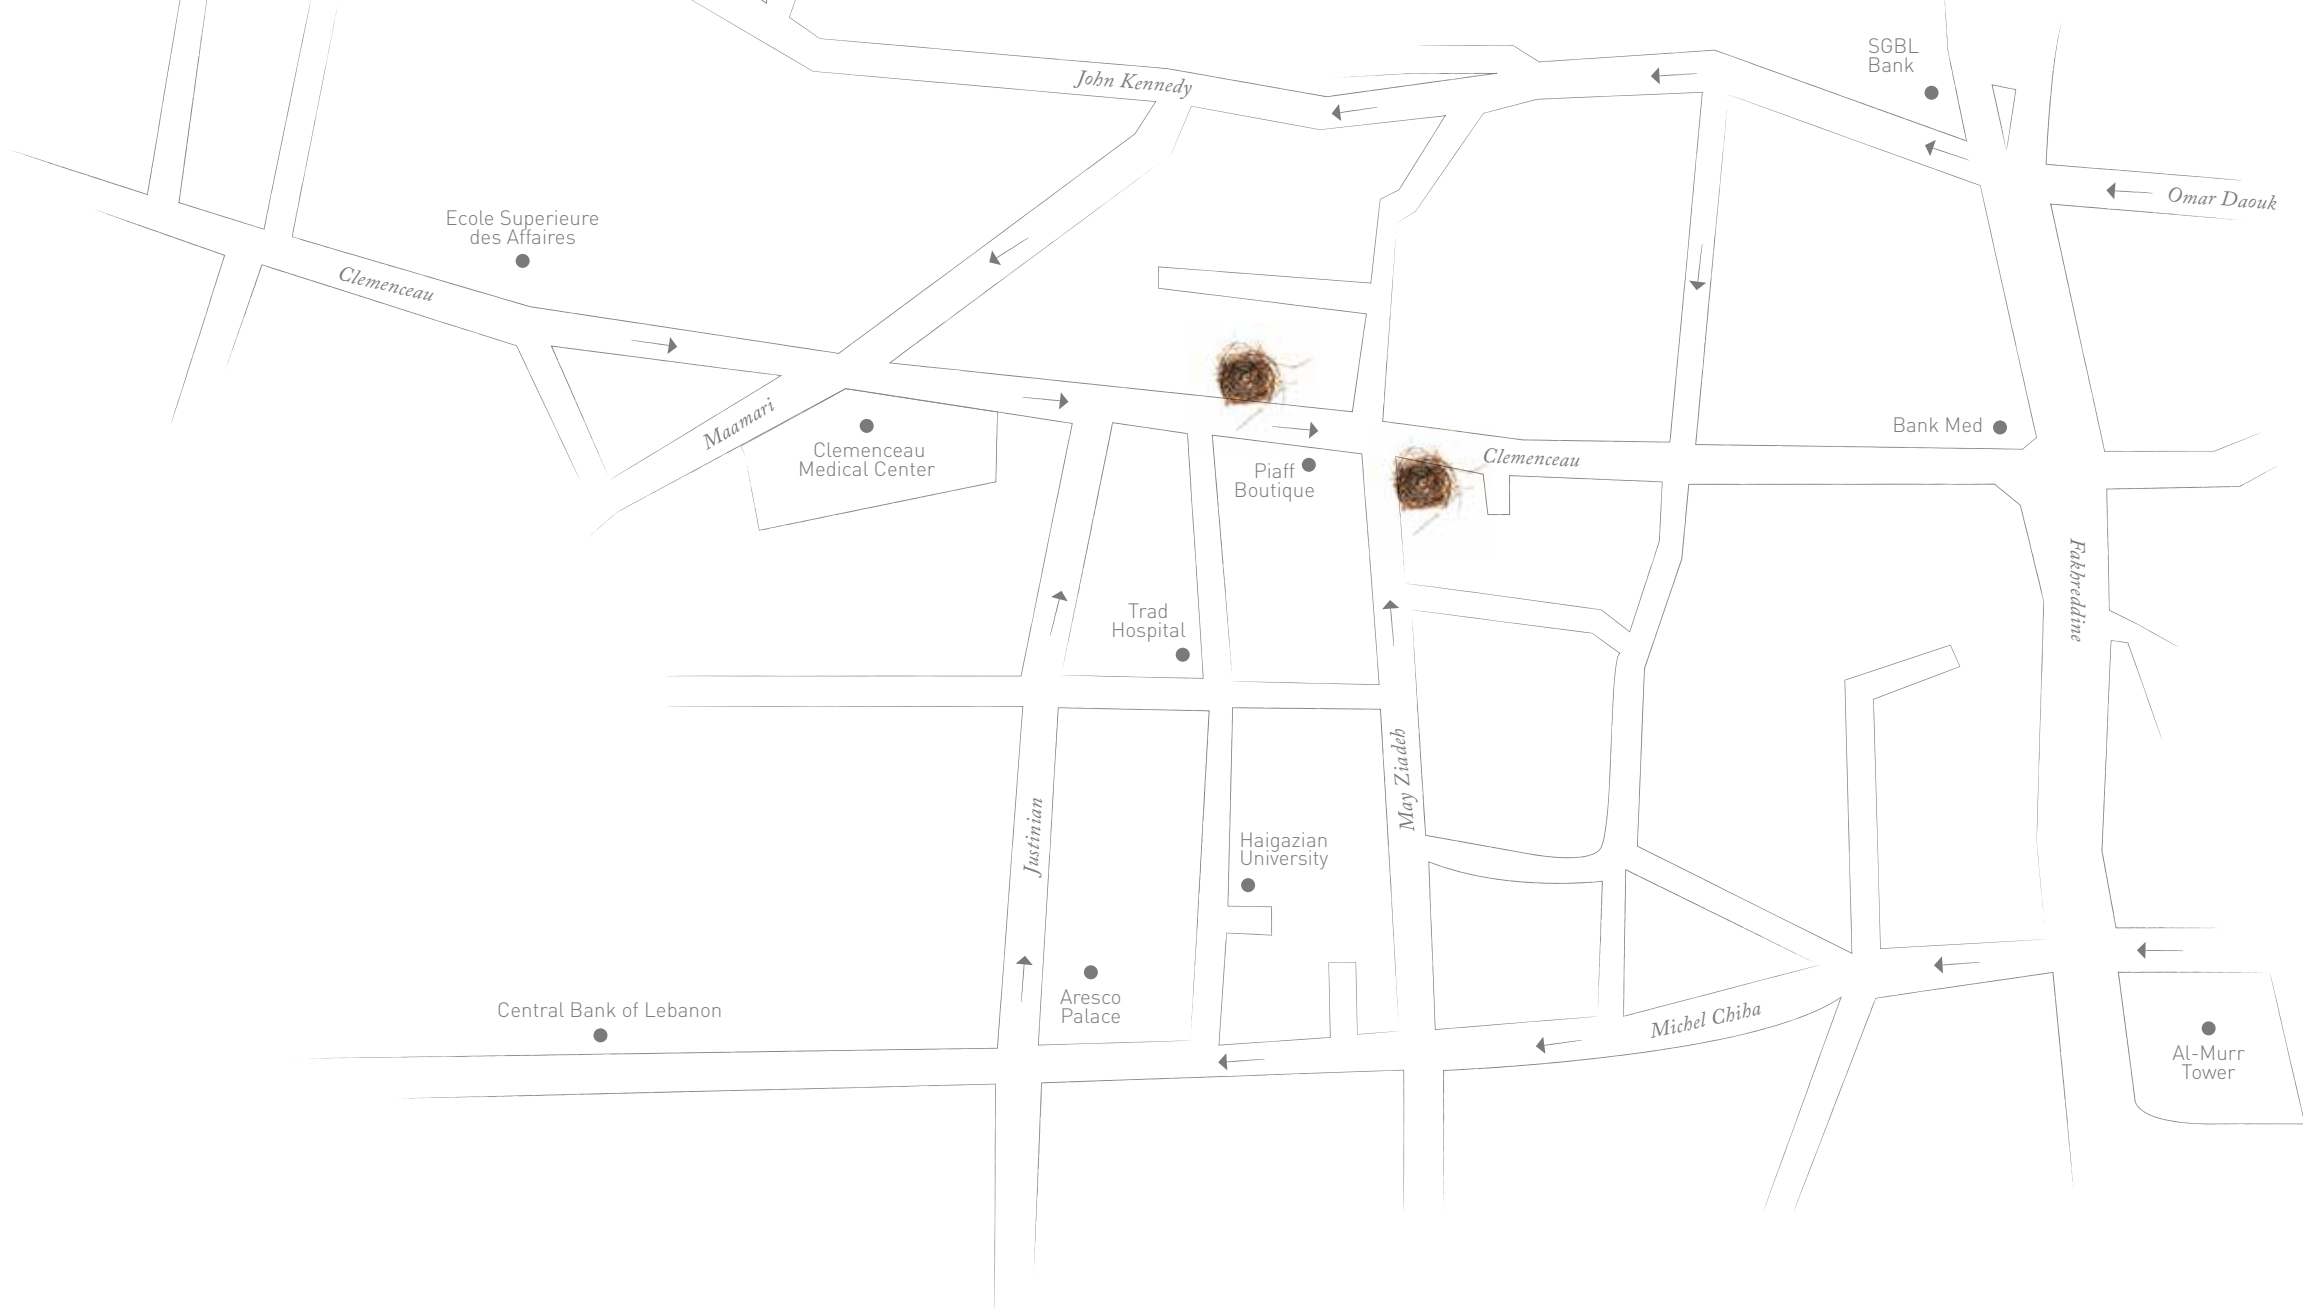 SGBL
Bank
John Kennedy
Omar Daouk
Ecole Superieure
des Affaires
Clemenceau
Maamari
Clemenceau
Medical Center
Bank Med
Clemenceau
Piaff
Boutique
Fakhreddine
Trad
Hospital
May Ziadeh
Justinian
Haigazian
University
Aresco
Palace
Central Bank of Lebanon
Michel Chiha
Al-Murr
Tower